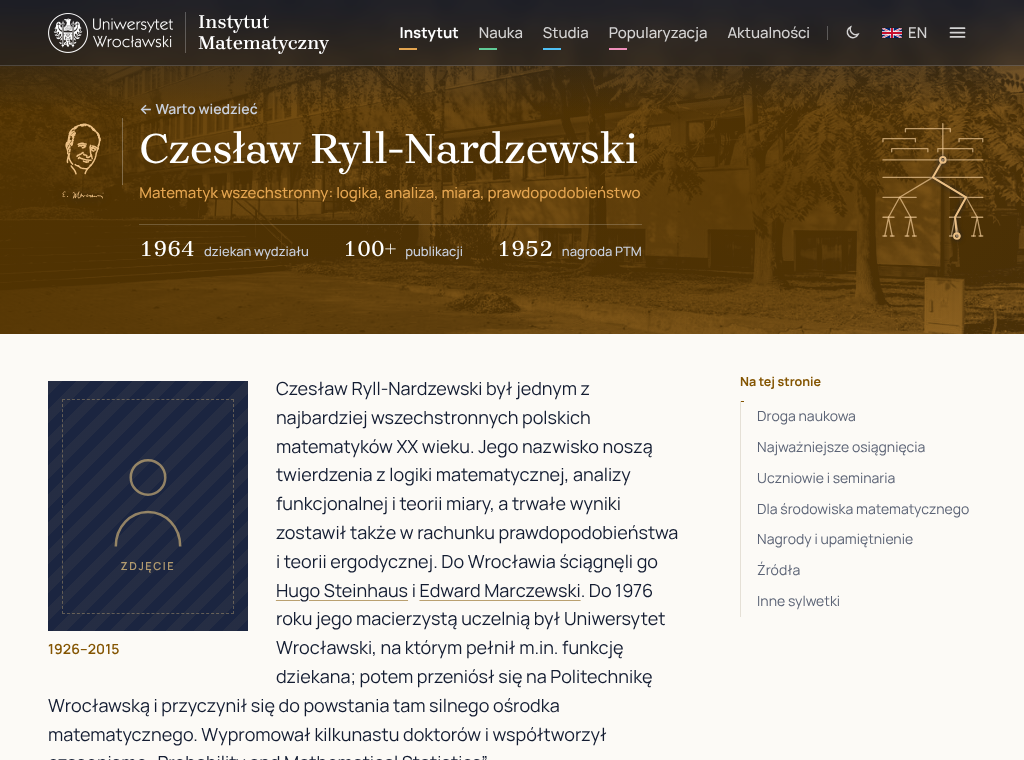 Uniwersytet
Wrocławski
Instytut
Matematyczny
Instytut
Nauka
Studia
Popularyzacja
Aktualności
EN
← Warto wiedzieć
Czesław Ryll-Nardzewski
Matematyk wszechstronny: logika, analiza, miara, prawdopodobieństwo
1964 dziekan wydziału
100+ publikacji
1952 nagroda PTM
ZDJĘCIE
1926–2015
Czesław Ryll-Nardzewski był jednym z
najbardziej wszechstronnych polskich
matematyków XX wieku. Jego nazwisko noszą
twierdzenia z logiki matematycznej, analizy
funkcjonalnej i teorii miary, a trwałe wyniki
zostawił także w rachunku prawdopodobieństwa
i teorii ergodycznej. Do Wrocławia ściągnęli go
Hugo Steinhaus i Edward Marczewski. Do 1976
roku jego macierzystą uczelnią był Uniwersytet
Wrocławski, na którym pełnił m.in. funkcję
dziekana; potem przeniósł się na Politechnikę
Wrocławską i przyczynił się do powstania tam silnego ośrodka
matematycznego. Wypromował kilkunastu doktorów i współtworzył
czasopismo „Probability and Mathematical Statistics”
Na tej stronie
Droga naukowa
Najważniejsze osiągnięcia
Uczniowie i seminaria
Dla środowiska matematycznego
Nagrody i upamiętnienie
Źródła
Inne sylwetki